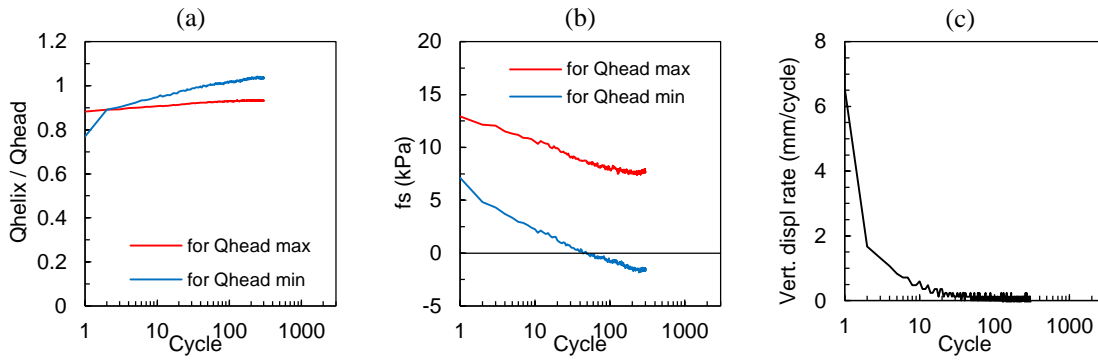 (a)
Qhelix / Qhead
1.2
1
0.8
0.6
0.4
0.2
0
for Qhead max
for Qhead min
1
10
100
1000
Cycle
(b)
fs (kPa)
20
15
10
5
0
-5
for Qhead max
for Qhead min
1
10
100
1000
Cycle
(c)
Vert. displ rate (mm/cycle)
8
6
4
2
0
1
10
100
1000
Cycle